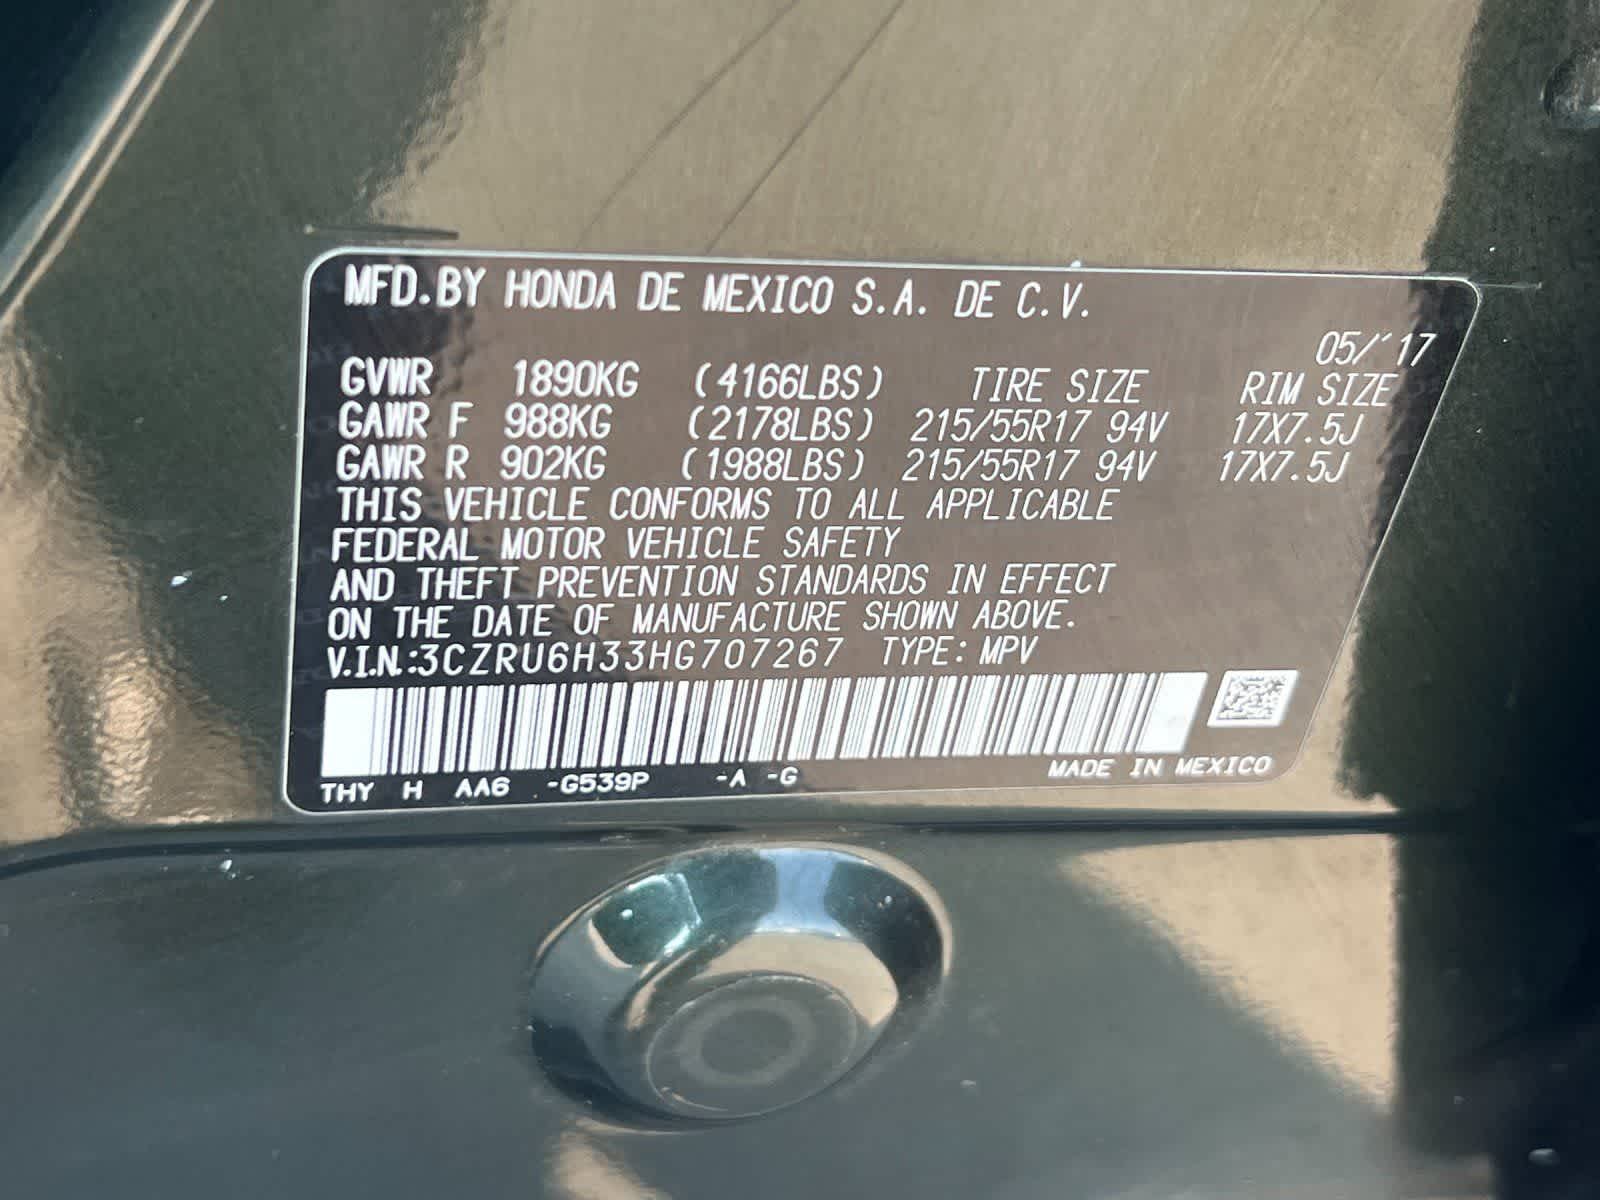 MFD.BY HONDA DE MEXICO S.A. DE C.V.
05/'17
GVWR 1890KG (4166LBS) TIRE SIZE RIM SIZE
GAWR F 988KG (2178LBS) 215/55R17 94V 17X7.5J
GAWR R 902KG (1988LBS) 215/55R17 94V 17X7.5J
THIS VEHICLE CONFORMS TO ALL APPLICABLE
FEDERAL MOTOR VEHICLE SAFETY
AND THEFT PREVENTION STANDARDS IN EFFECT
ON THE DATE OF MANUFACTURE SHOWN ABOVE.
V.I.N.:3CZRU6H33HG707267 TYPE: MPV
THY H AA6 -G539P -A -G MADE IN MEXICO